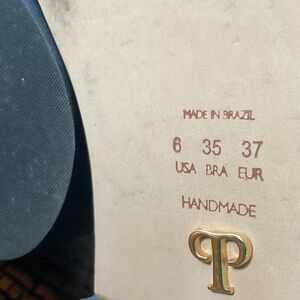 MADE IN BRAZIL
6 35 37
USA BRA EUR
HANDMADE
P